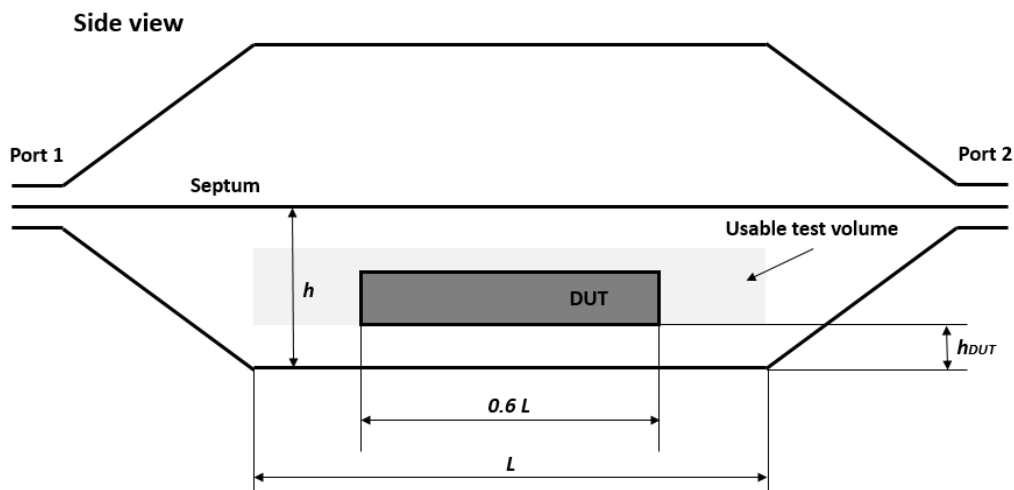 Side view
Port 1
Port 2
Septum
Usable test volume
h
DUT
hDUT
0.6 L
L